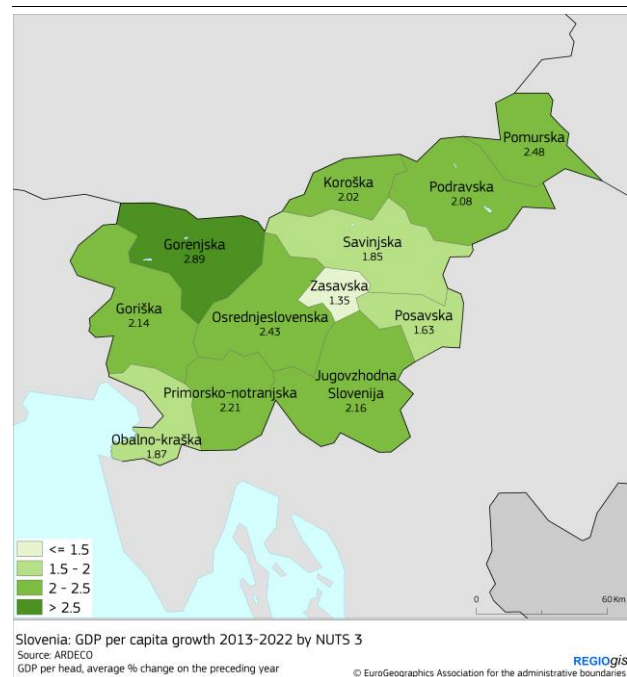 Pomurska
2.48
Koroška
2.02
Podravska
2.08
Gorenjska
2.89
Savinjska
1.85
Zasavska
1.35
Goriška
2.14
Osrednjeslovenska
2.43
Posavska
1.63
Primorsko-notranjska
2.21
Jugovzhodna
Slovenija
2.16
Obalno-kraška
1.87
<= 1.5
1.5 - 2
2 - 2.5
> 2.5
0 60 Km
Slovenia: GDP per capita growth 2013-2022 by NUTS 3
Source: ARDECO
GDP per head, average % change on the preceding year
REGIOgis
© EuroGeographics Association for the administrative boundaries